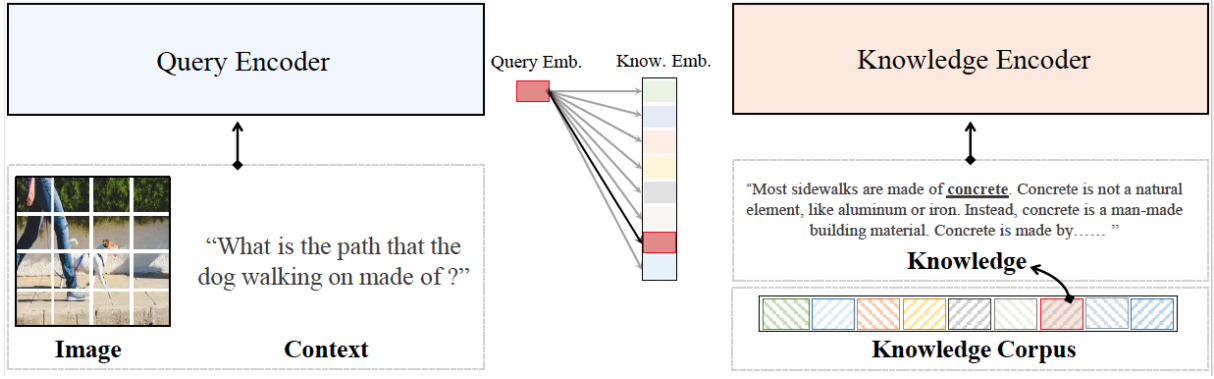 Query Encoder
Query Emb.
Know. Emb.
Knowledge Encoder
“What is the path that the
dog walking on made of ?”
Image
Context
“Most sidewalks are made of concrete. Concrete is not a natural
element, like aluminum or iron. Instead, concrete is a man-made
building material. Concrete is made by…… ”
Knowledge
Knowledge Corpus